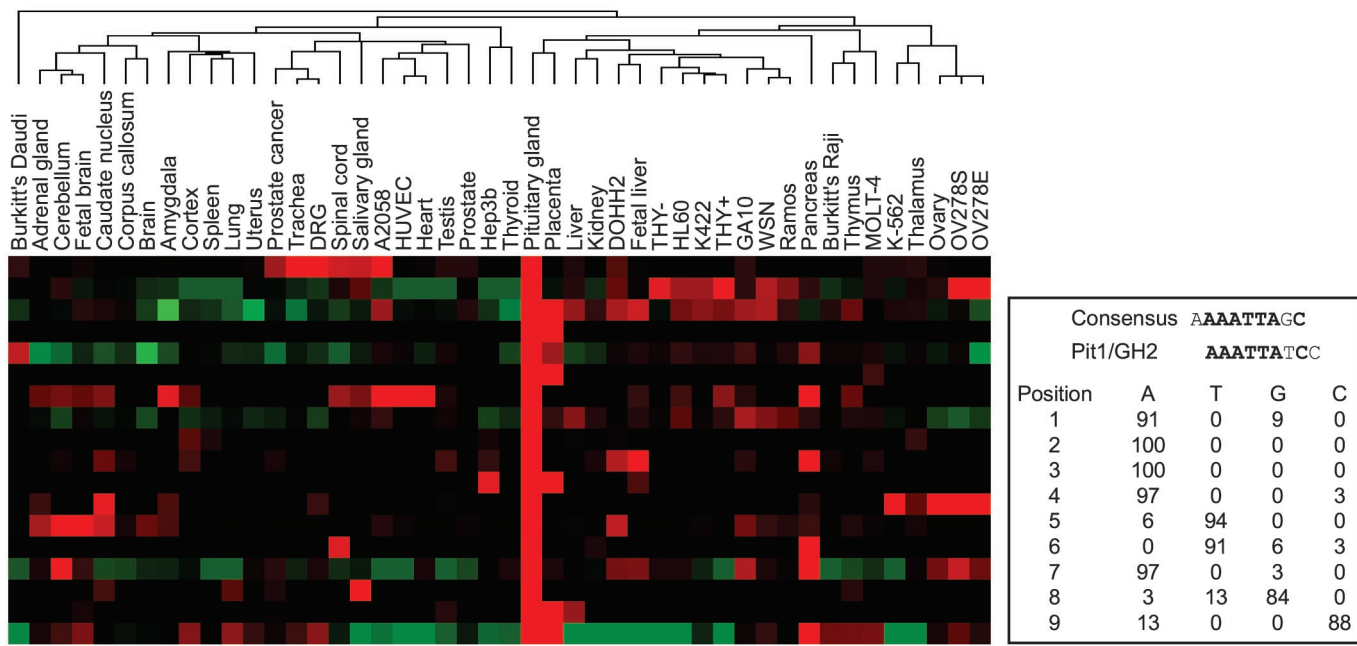 Burkitt's Daudi
Adrenal gland
Cerebellum
Fetal brain
Caudate nucleus
Corpus callosum
Brain
Amygdala
Cortex
Spleen
Lung
Uterus
Prostate cancer
Trachea
DRG
Spinal cord
Salivary gland
A2058
HUVEC
Heart
Testis
Prostate
Hep3b
Thyroid
Pituitary gland
Placenta
Liver
Kidney
DOHH2
Fetal liver
THY-
HL60
K422
THY+
GA10
WSN
Ramos
Pancreas
Burkitt's Raji
Thymus
MOLT-4
K-562
Thalamus
Ovary
OV278S
OV278E
Consensus AAAATTAGC
Pit1/GH2 AAATTATCC
Position A T G C
1 91 0 9 0
2 100 0 0 0
3 100 0 0 0
4 97 0 0 3
5 6 94 0 0
6 0 91 6 3
7 97 0 3 0
8 3 13 84 0
9 13 0 0 88